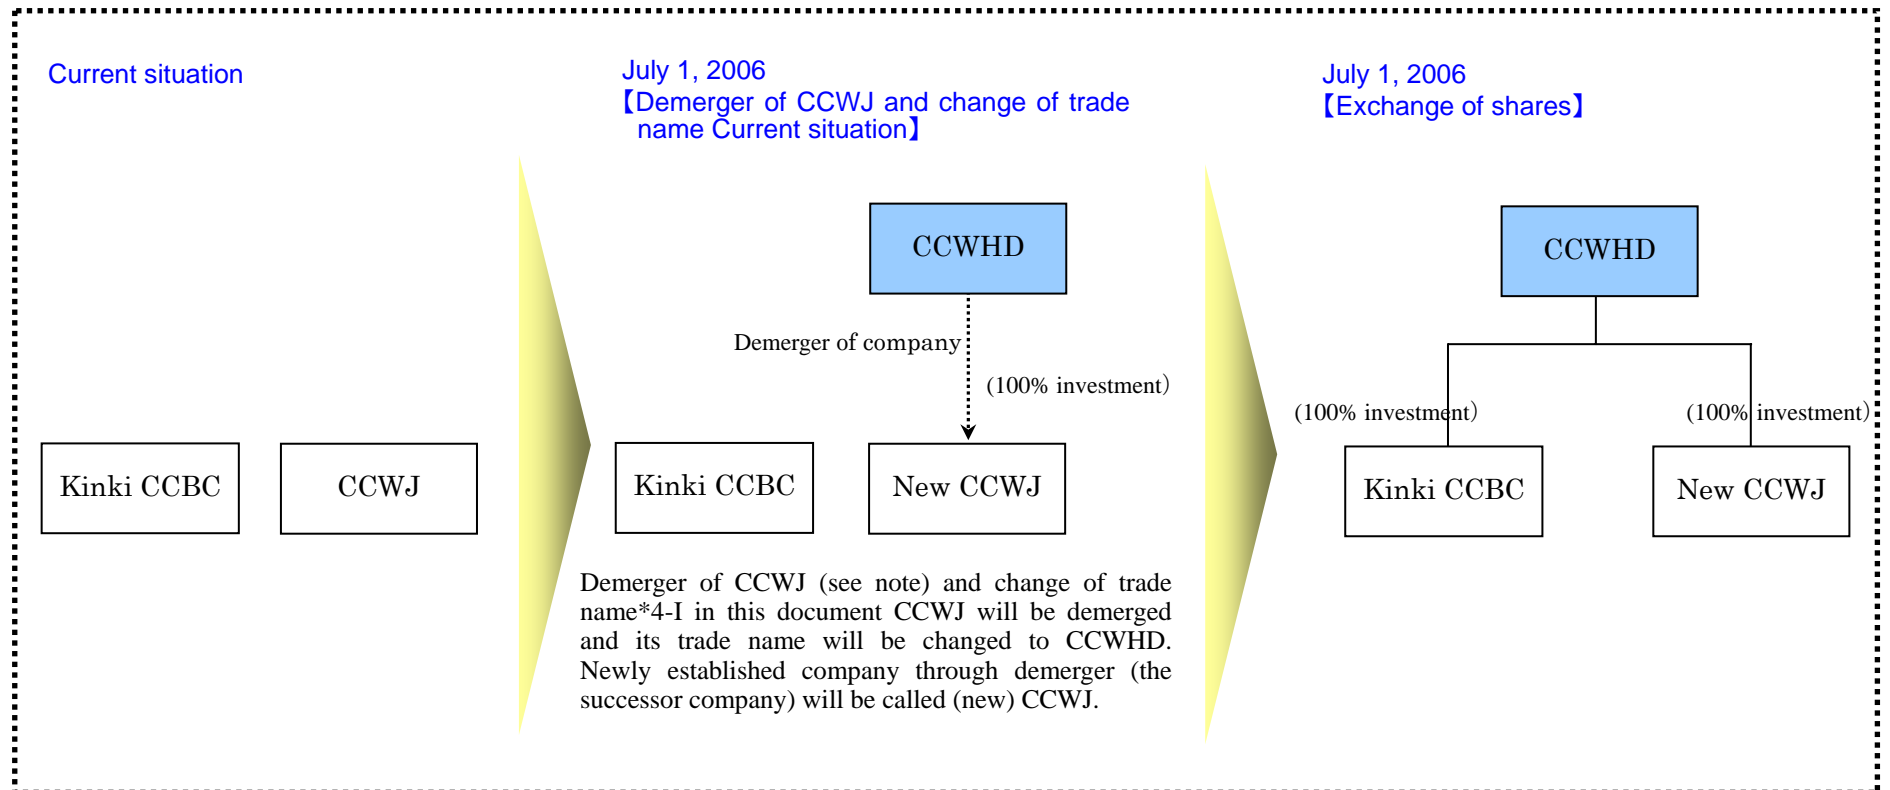 Current situation
July 1, 2006
【Demerger of CCWJ and change of trade
name Current situation】
July 1, 2006
【Exchange of shares】
Kinki CCBC
CCWJ
CCWHD
Demerger of company
(100% investment）
Kinki CCBC
New CCWJ
Demerger of CCWJ (see note) and change of trade
name*4-I in this document CCWJ will be demerged
and its trade name will be changed to CCWHD.
Newly established company through demerger (the
successor company) will be called (new) CCWJ.
CCWHD
(100% investment）
(100% investment）
Kinki CCBC
New CCWJ